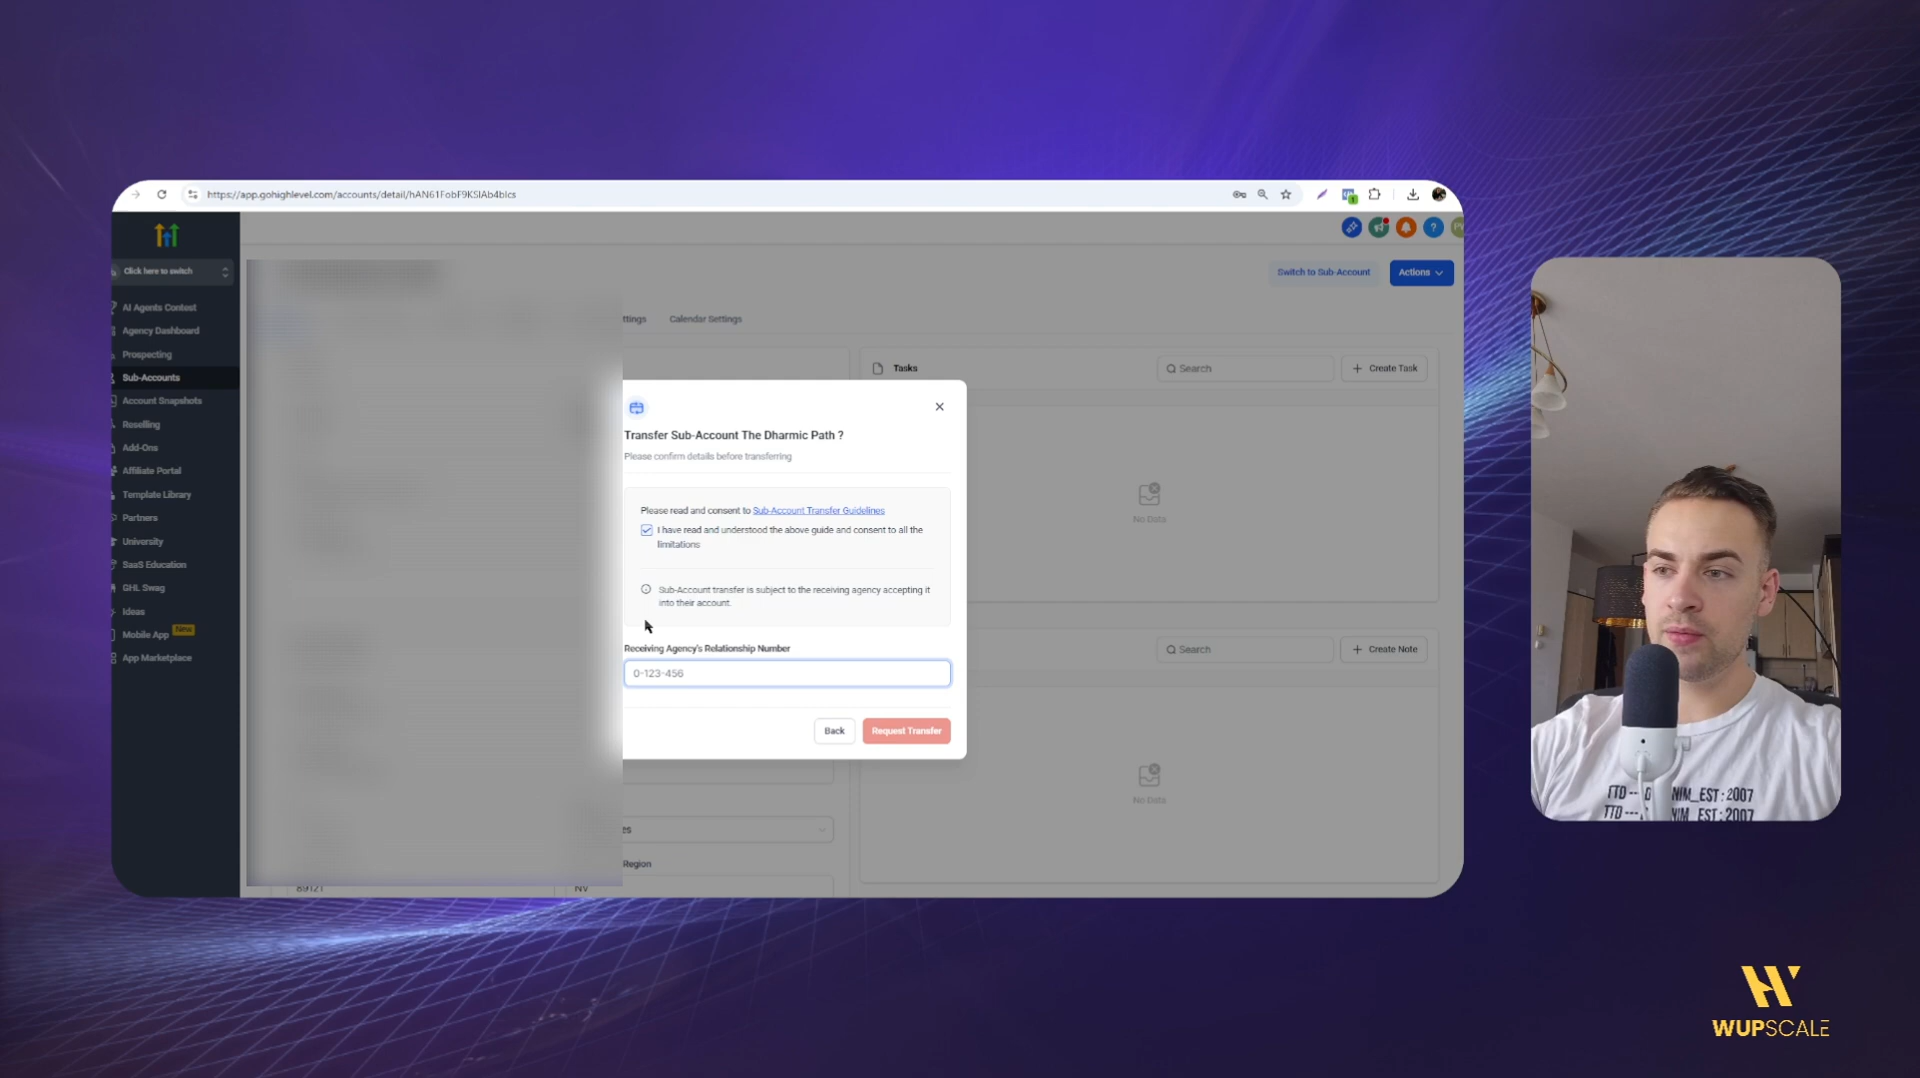 https://app.gohighlevel.com/accounts/detail/hAN61FobF9KSlAb4blcs
Click here to switch
AI Agents Contest
Agency Dashboard
Prospecting
Sub-Accounts
Account Snapshots
Reselling
Add-Ons
Affiliate Portal
Template Library
Partners
University
SaaS Education
GHL Swag
Ideas
Mobile App New
App Marketplace
Switch to Sub-Account
Actions
ttings
Calendar Settings
Tasks
Search
+ Create Task
No Data
Transfer Sub-Account The Dharmic Path ?
Please confirm details before transferring
Please read and consent to Sub-Account Transfer Guidelines
I have read and understood the above guide and consent to all the
limitations
Sub-Account transfer is subject to the receiving agency accepting it
into their account.
Receiving Agency's Relationship Number
0-123-456
Back
Request Transfer
Search
+ Create Note
No Data
es
Region
89121
NV
WUPSCALE